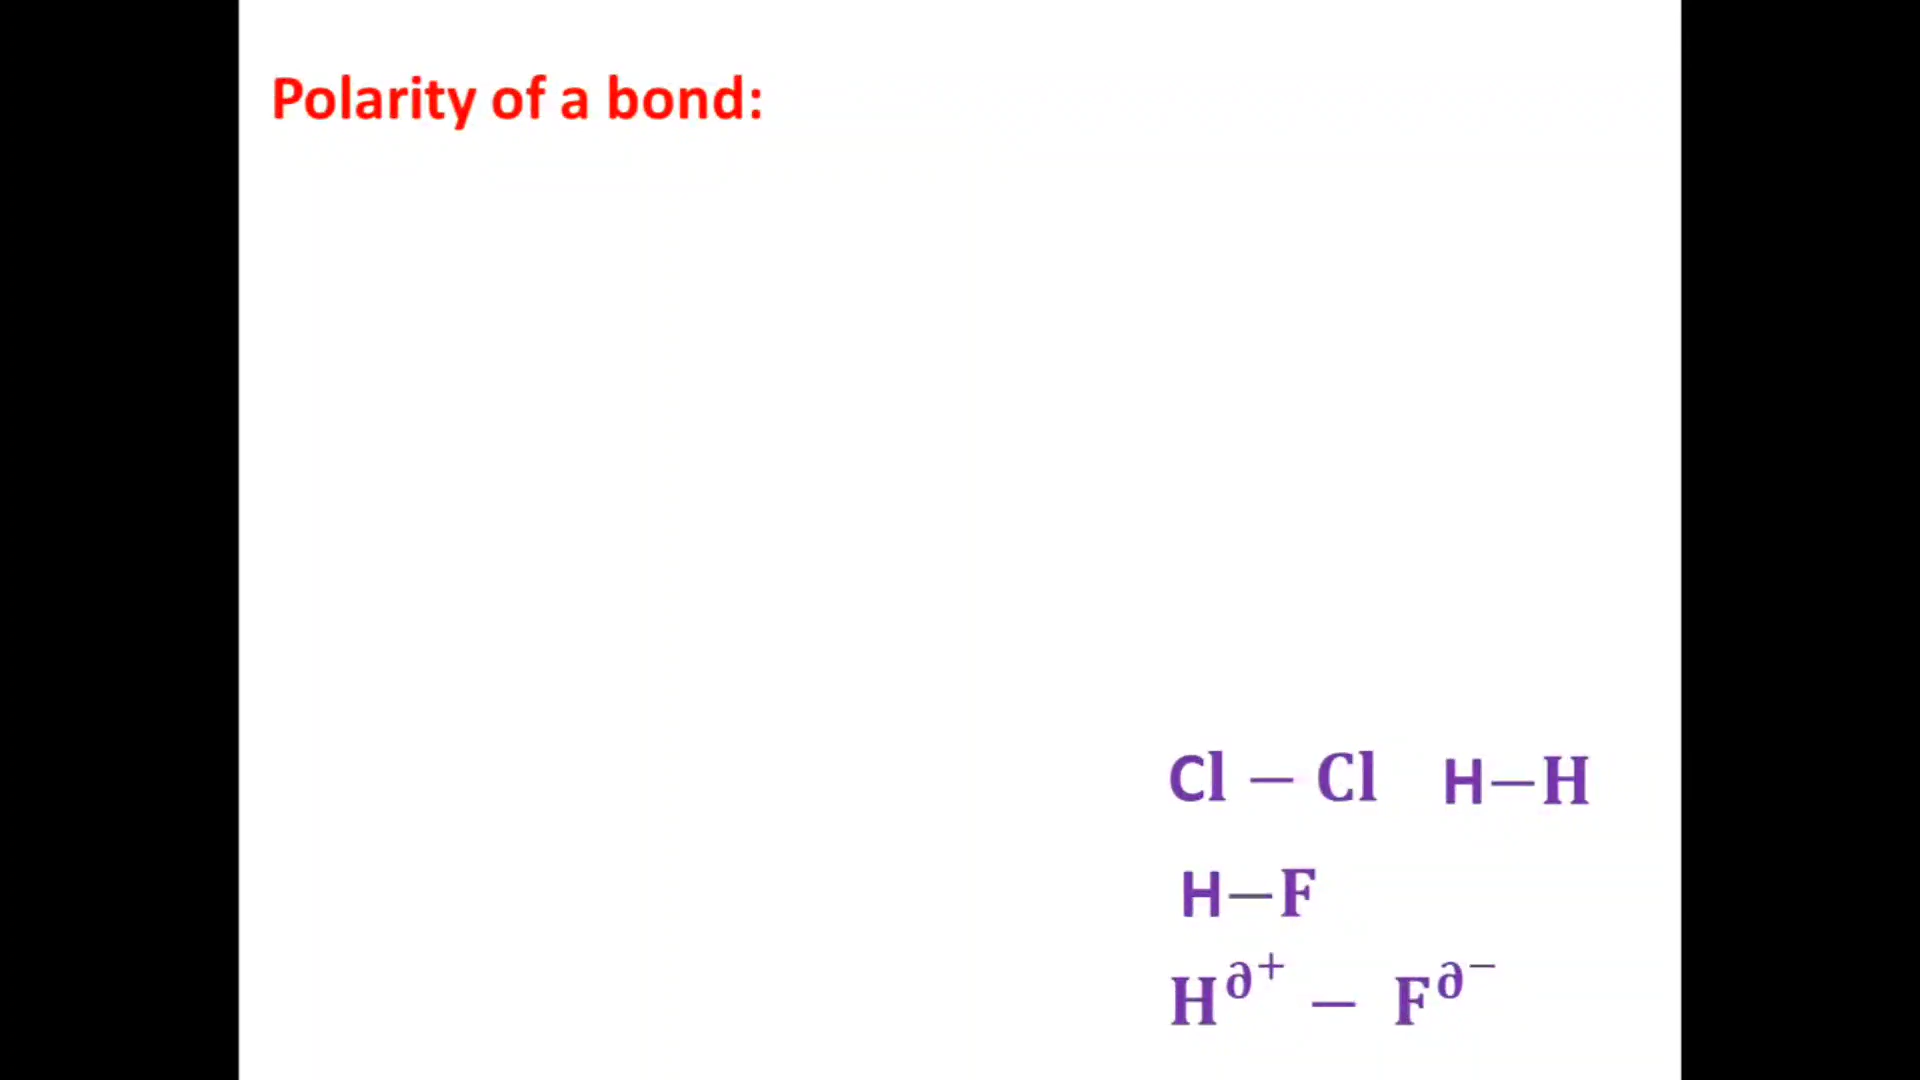 Polarity of a bond:
Cl – Cl H–H
H–F
H∂⁺ – F∂⁻